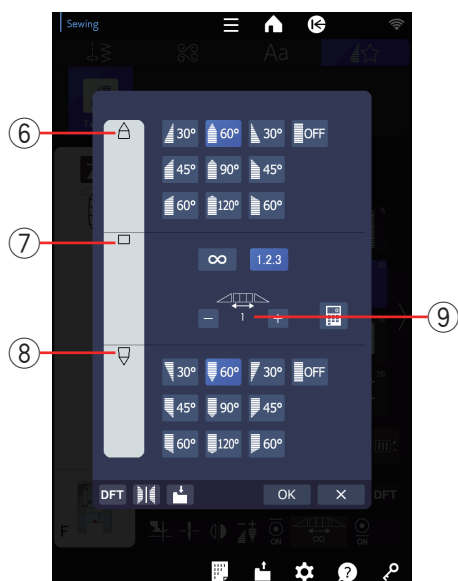 Sewing
Aa
6
30° 60° 30° OFF
45° 90° 45°
60° 120° 60°
7
∞ 1.2.3
− 1 + 9
8
30° 60° 30° OFF
45° 90° 45°
60° 120° 60°
DFT OK × DFT
F ON ∞ ON
?